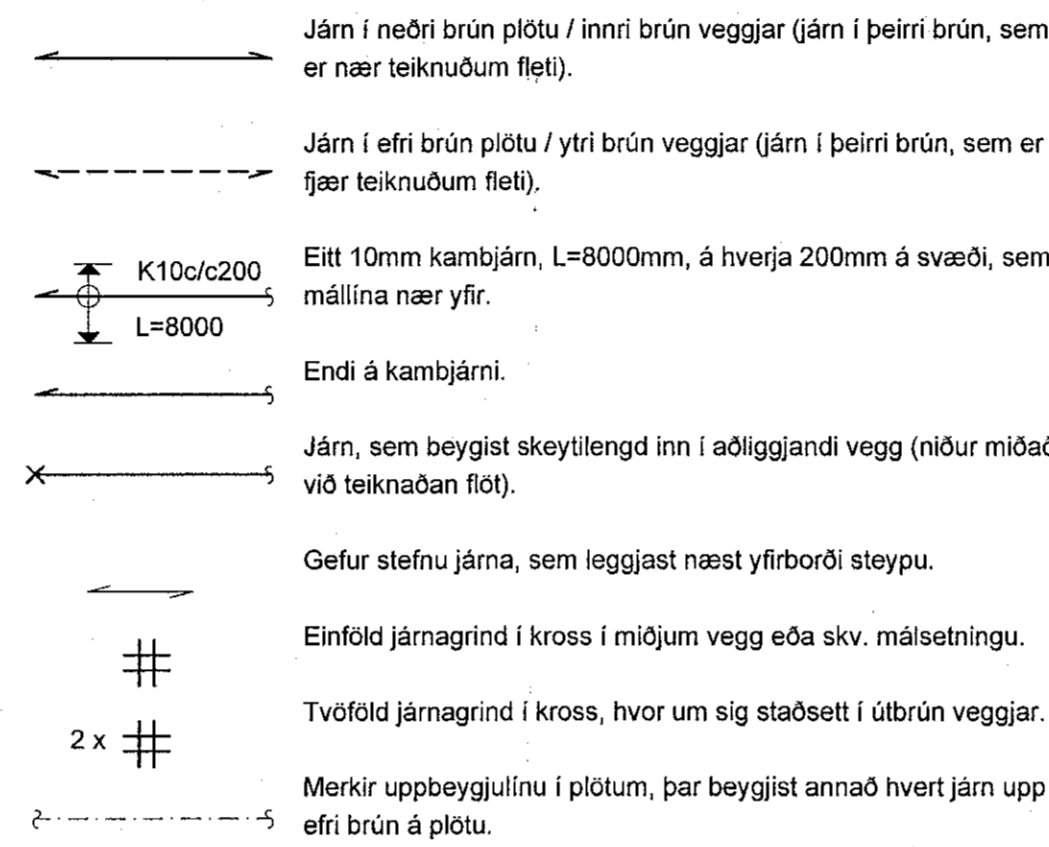 Járn í neðri brún plötu / innri brún veggjar (járn í þeirri brún, sem
er nær teiknuðum fleti).
Járn í efri brún plötu / ytri brún veggjar (járn í þeirri brún, sem er
fjær teiknuðum fleti).
K10c/c200
L=8000
Eitt 10mm kambjárn, L=8000mm, á hverja 200mm á svæði, sem
mállína nær yfir.
Endi á kambjárni.
Járn, sem beygist skeytilengd inn í aðliggjandi vegg (niður miðað
við teiknaðan flöt).
Gefur stefnu járna, sem leggjast næst yfirborði steypu.
Einföld járnagrind í kross í miðjum vegg eða skv. málsetningu.
2 x
Tvöföld járnagrind í kross, hvor um sig staðsett í útbrún veggjar.
Merkir uppbeygjulínu í plötum, þar beygjist annað hvert járn upp
efri brún á plötu.